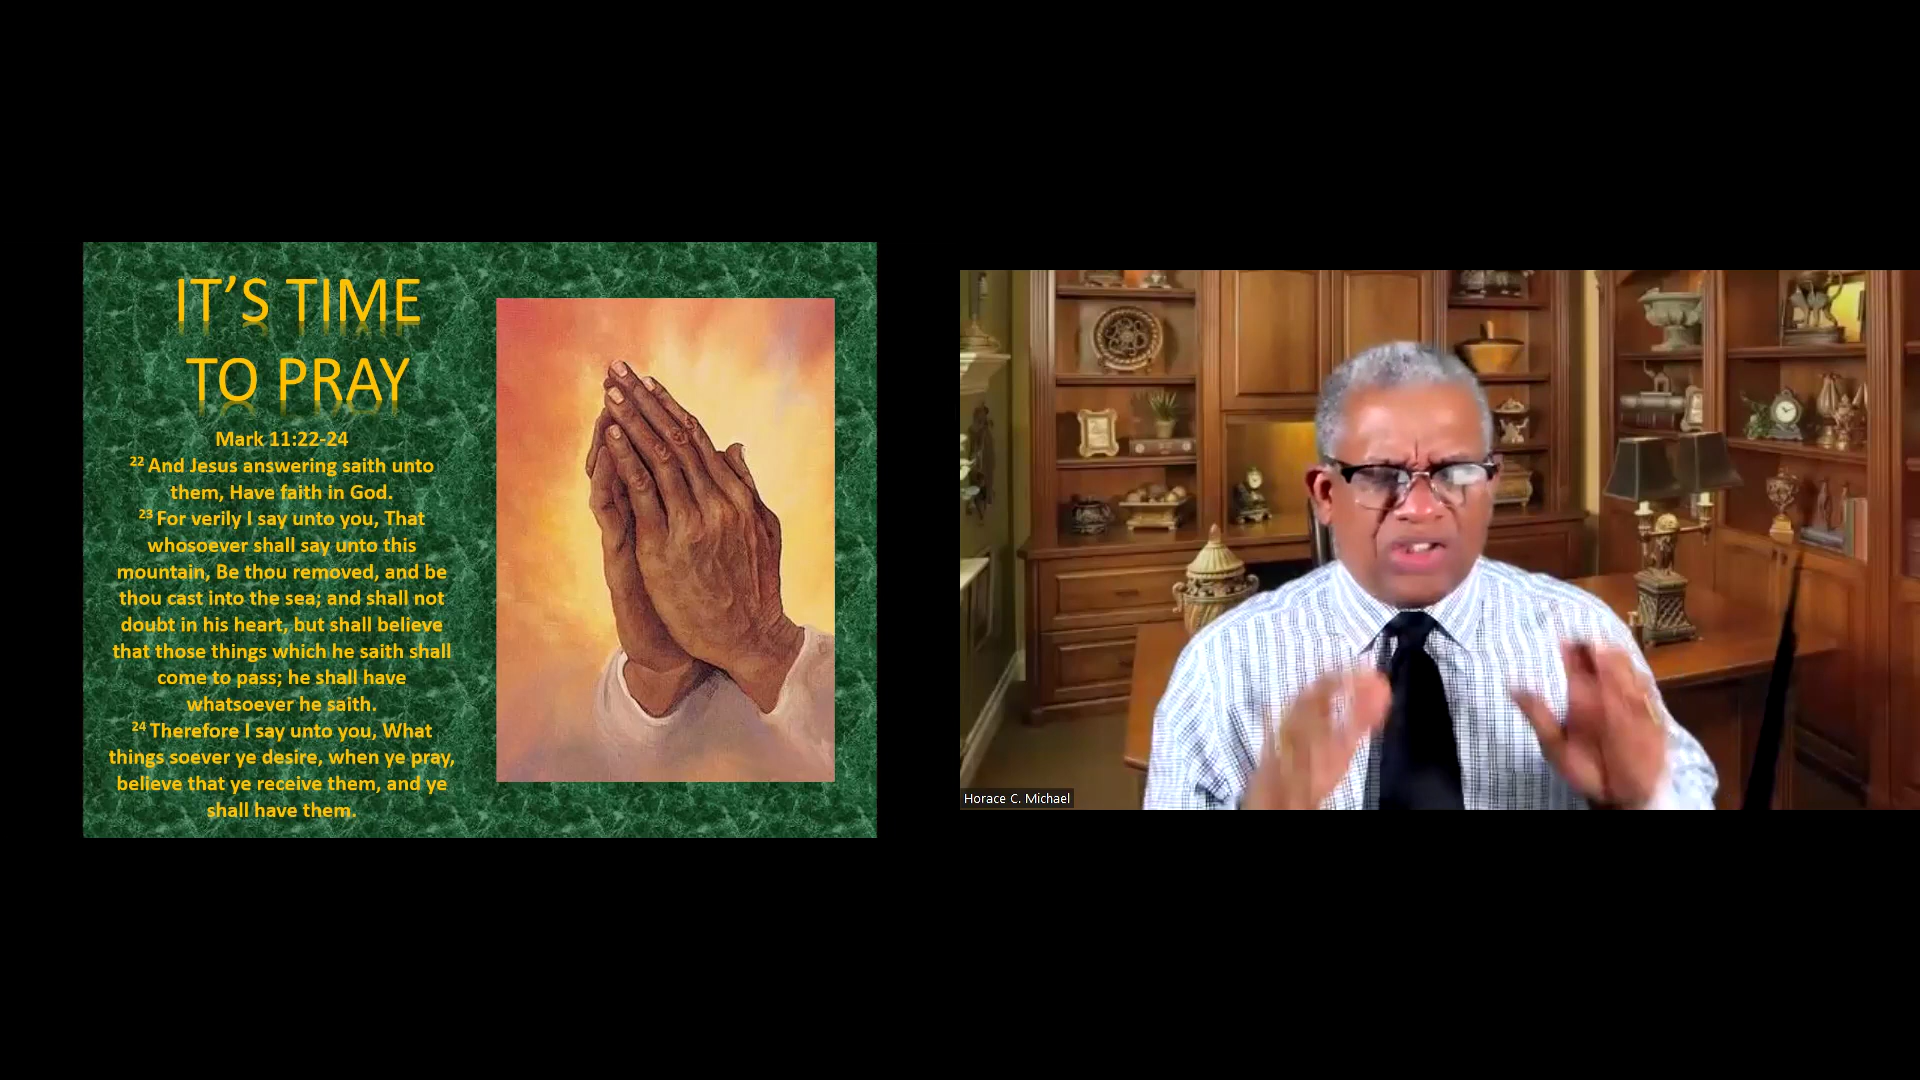 IT’S TIME
TO PRAY
Mark 11:22-24
22 And Jesus answering saith unto
them, Have faith in God.
23 For verily I say unto you, That
whosoever shall say unto this
mountain, Be thou removed, and be
thou cast into the sea; and shall not
doubt in his heart, but shall believe
that those things which he saith shall
come to pass; he shall have
whatsoever he saith.
24 Therefore I say unto you, What
things soever ye desire, when ye pray,
believe that ye receive them, and ye
shall have them.
Horace C. Michael